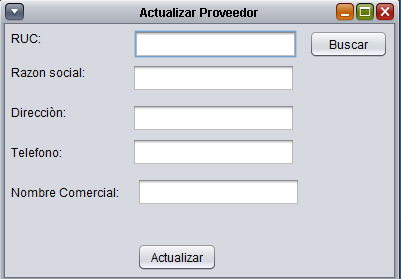 Actualizar Proveedor
RUC:
Buscar
Razon social:
Direcciòn:
Telefono:
Nombre Comercial:
Actualizar